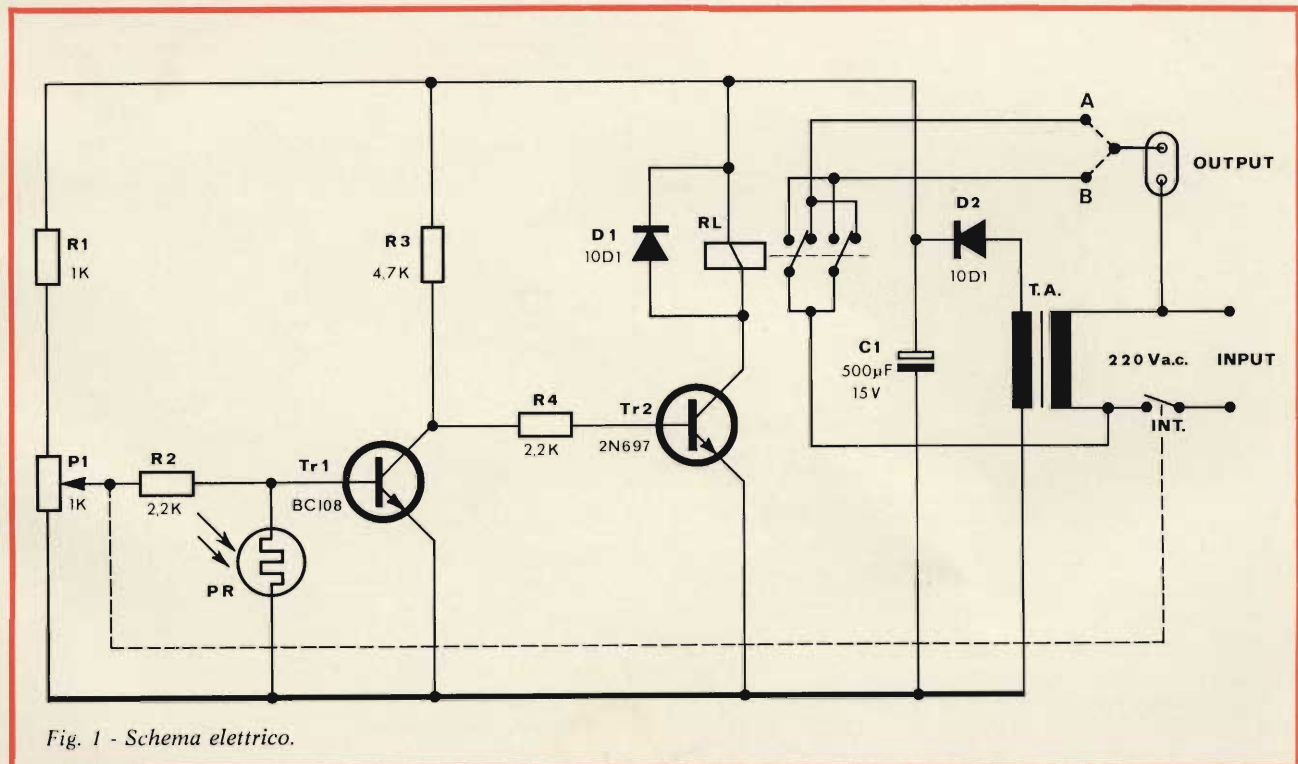 A
B
OUTPUT
R1
1K
R3
4,7K
D1
10D1
RL
D2
10D1
T.A.
C1
500µF
15V
220 Va.c.
INPUT
INT.
P1
1K
R2
2,2K
Tr1
BC108
R4
2,2K
Tr2
2N697
PR
Fig. 1 - Schema elettrico.